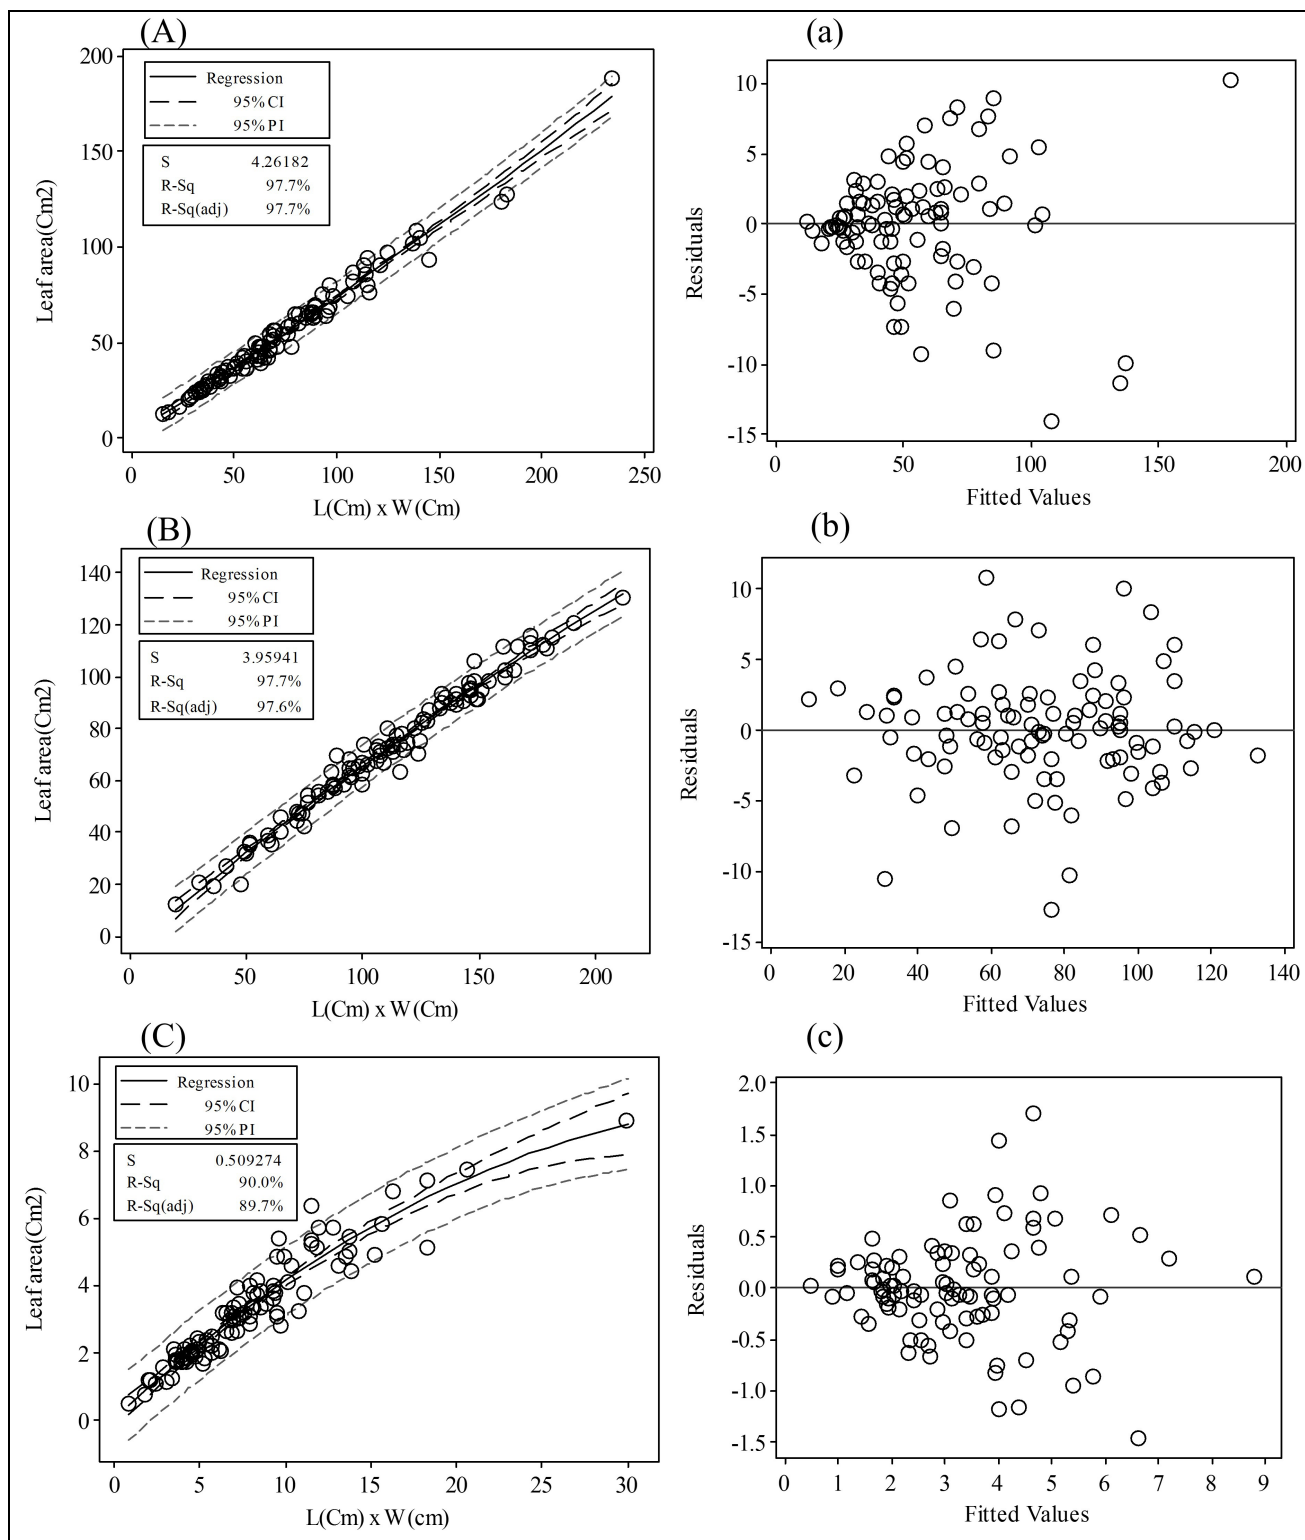 (A)
200
150
100
50
0
Leaf area(Cm2)
Regression
95%CI
95%PI
S 4.26182
R-Sq 97.7%
R-Sq(adj) 97.7%
0 50 100 150 200 250
L(Cm) x W(Cm)
(a)
10
5
0
-5
-10
-15
Residuals
0 50 100 150 200
Fitted Values
(B)
140
120
100
80
60
40
20
0
Leaf area(Cm2)
Regression
95%CI
95%PI
S 3.95941
R-Sq 97.7%
R-Sq(adj) 97.6%
0 50 100 150 200
L(Cm) x W(Cm)
(b)
10
5
0
-5
-10
-15
Residuals
0 20 40 60 80 100 120 140
Fitted Values
(C)
10
8
6
4
2
0
Leaf area(Cm2)
Regression
95%CI
95%PI
S 0.509274
R-Sq 90.0%
R-Sq(adj) 89.7%
0 5 10 15 20 25 30
L(Cm) x W(cm)
(c)
2.0
1.5
1.0
0.5
0.0
-0.5
-1.0
-1.5
Residuals
0 1 2 3 4 5 6 7 8 9
Fitted Values